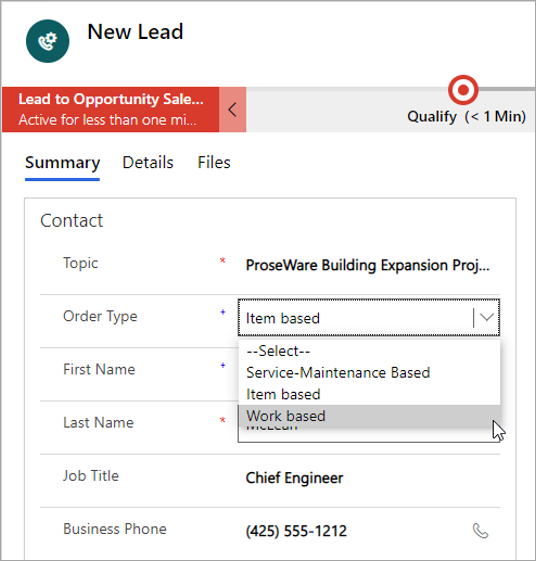 New Lead
Lead to Opportunity Sale...
Active for less than one mi...
Qualify (< 1 Min)
Summary Details Files
Contact
Topic * ProseWare Building Expansion Proj...
Order Type + Item based
--Select--
Service-Maintenance Based
First Name +
Item based
Work based
Last Name * McLean
Job Title Chief Engineer
Business Phone (425) 555-1212